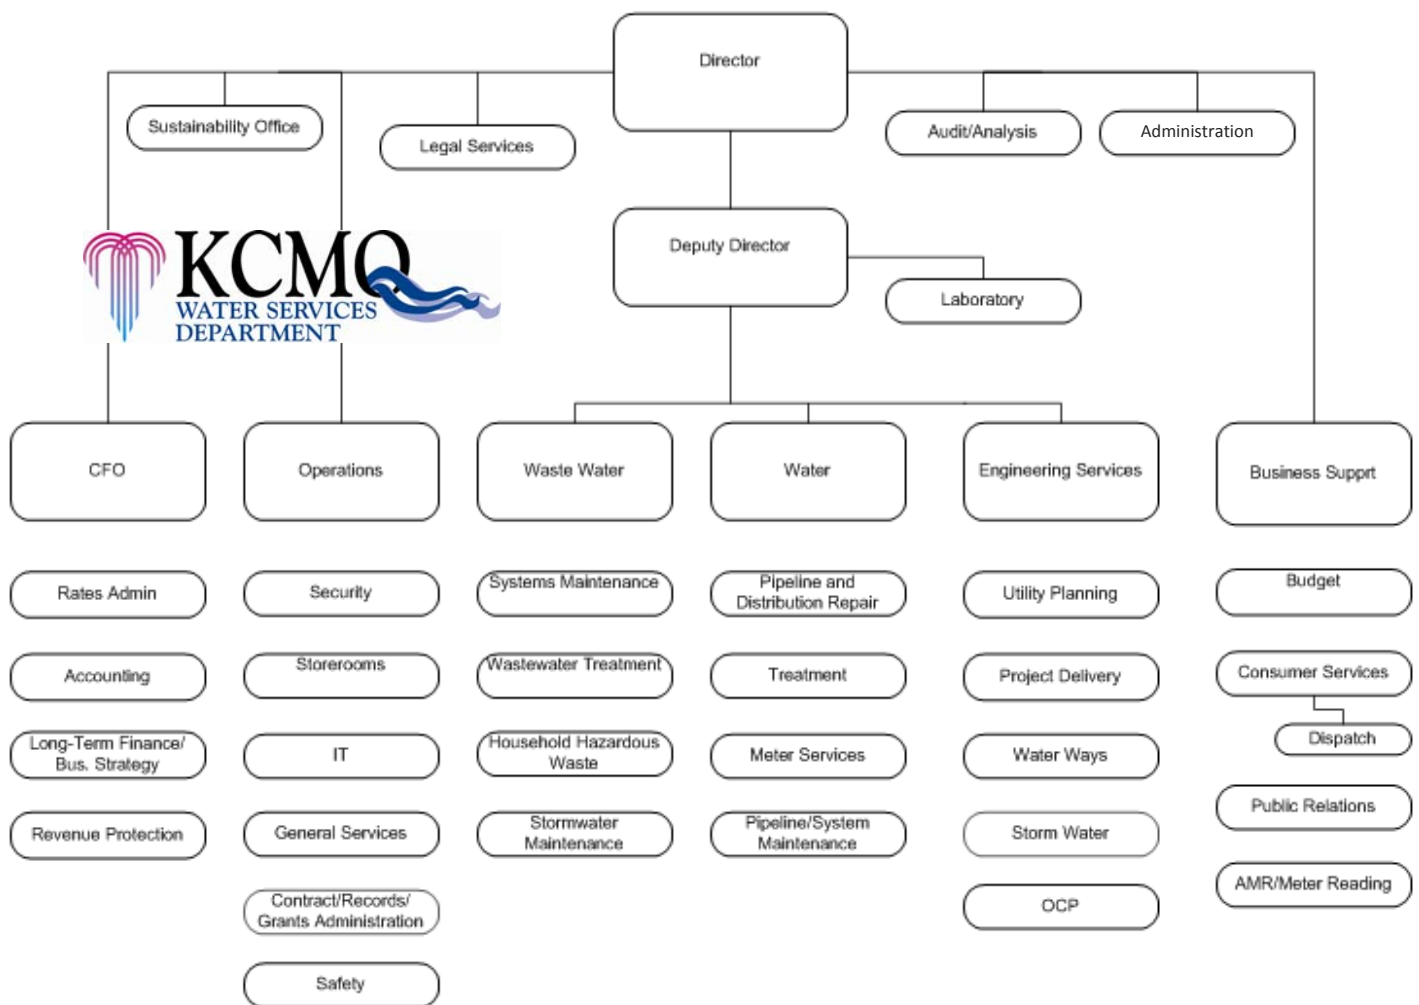 Director
Sustainability Office
Legal Services
Audit/Analysis
Administration
Deputy Director
Laboratory
KCMO
WATER SERVICES
DEPARTMENT
CFO
Operations
Waste Water
Water
Engineering Services
Business Supprt
Rates Admin
Accounting
Long-Term Finance/
Bus. Strategy
Revenue Protection
Security
Storerooms
IT
General Services
Contract/Records/
Grants Administration
Safety
Systems Maintenance
Wastewater Treatment
Household Hazardous
Waste
Stormwater
Maintenance
Pipeline and
Distribution Repair
Treatment
Meter Services
Pipeline/System
Maintenance
Utility Planning
Project Delivery
Water Ways
Storm Water
OCP
Budget
Consumer Services
Dispatch
Public Relations
AMR/Meter Reading